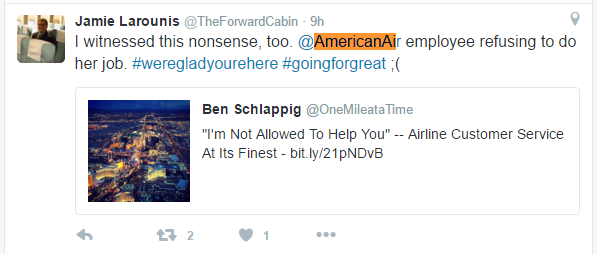 Jamie Larounis @TheForwardCabin · 9h
I witnessed this nonsense, too. @AmericanAir employee refusing to do
her job. #weregladyourehere #goingforgreat ;(
Ben Schlappig @OneMileataTime
"I'm Not Allowed To Help You" -- Airline Customer Service
At Its Finest - bit.ly/21pNDvB
2 1